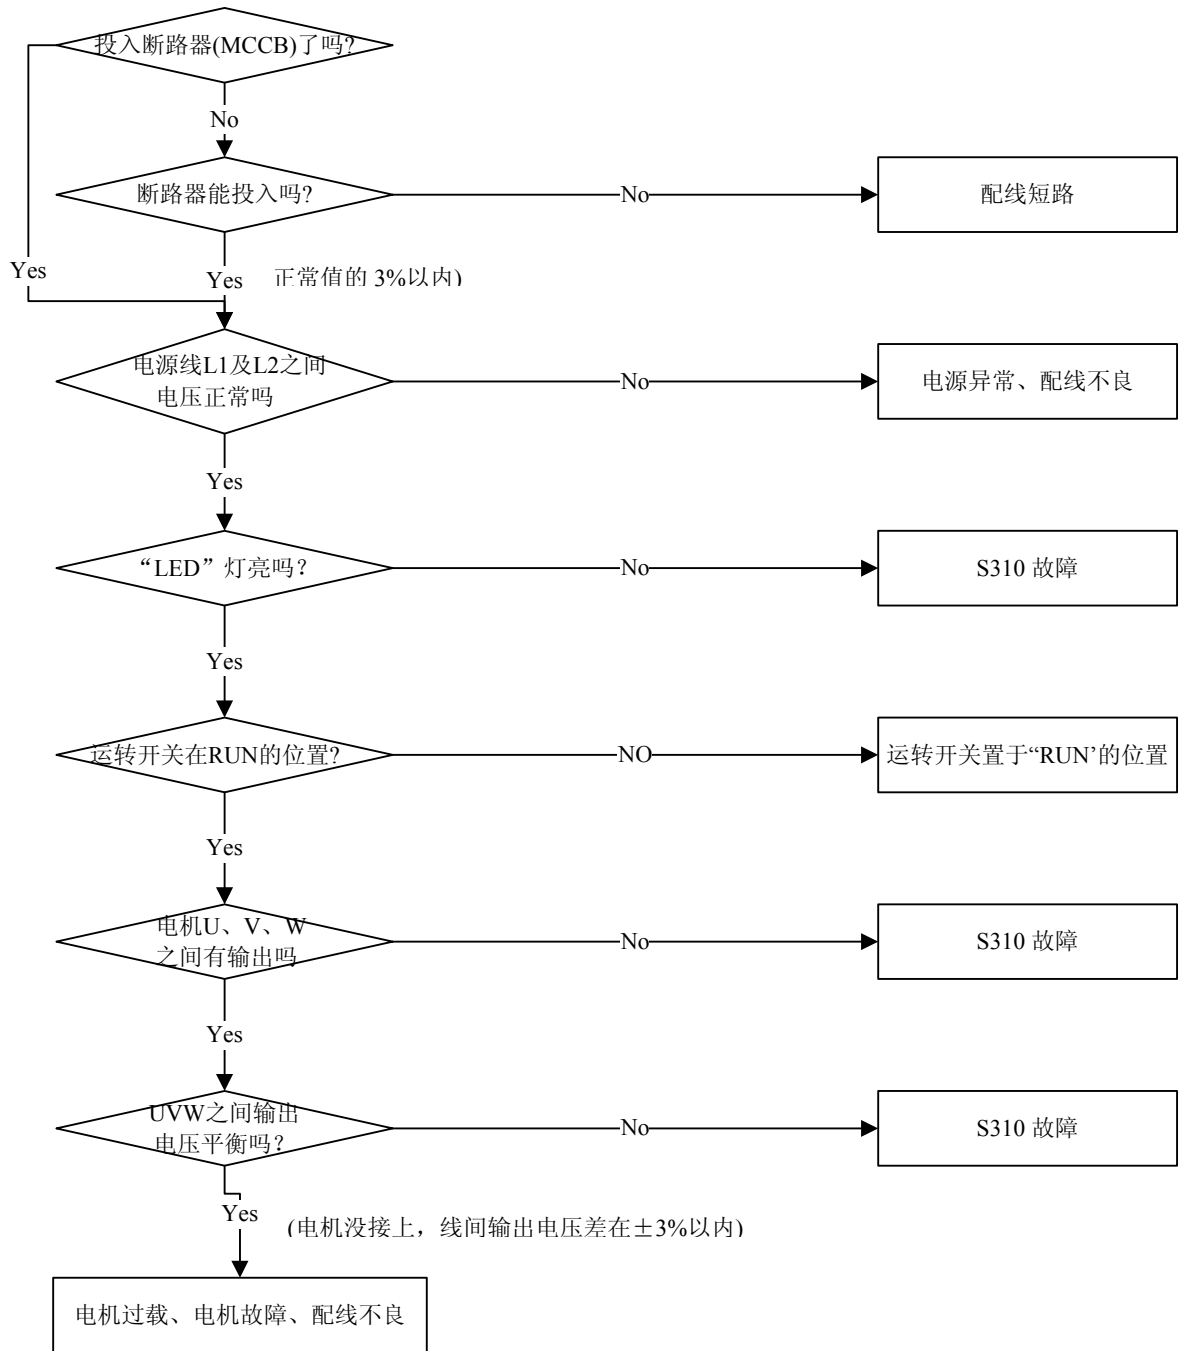 投入断路器(MCCB)了吗?
No
断路器能投入吗?
No
配线短路
Yes
Yes
正常值的 3%以内)
电源线L1及L2之间
电压正常吗
No
电源异常、配线不良
Yes
“LED”灯亮吗?
No
S310 故障
Yes
运转开关在RUN的位置?
NO
运转开关置于“RUN’的位置
Yes
电机U、V、W
之间有输出吗
No
S310 故障
Yes
UVW之间输出
电压平衡吗?
No
S310 故障
Yes
(电机没接上，线间输出电压差在±3%以内)
电机过载、电机故障、配线不良